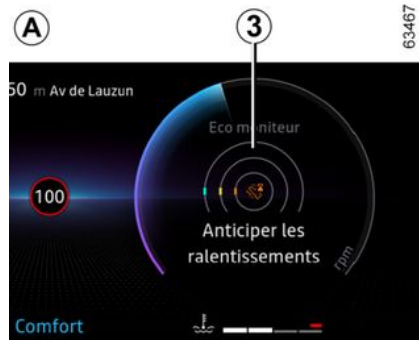 A
3
63467
50 m Av de Lauzun
Eco moniteur
100
Anticiper les
ralentissements
rpm
Comfort